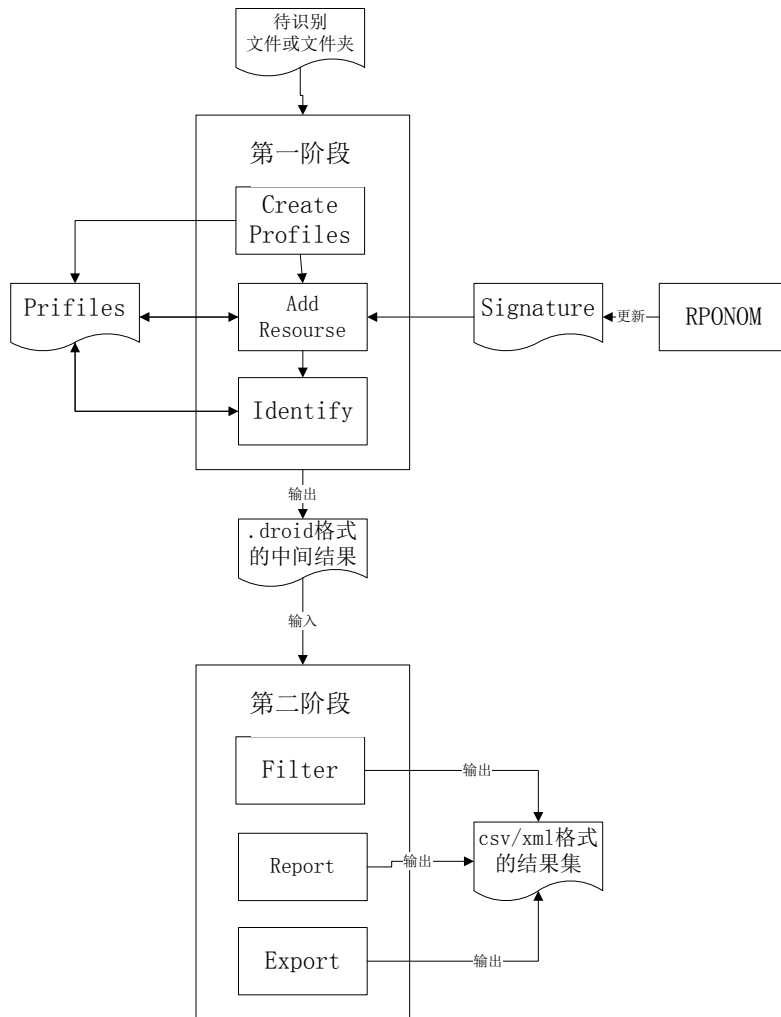 待识别
文件或文件夹
第一阶段
Create
Profiles
Prifiles
Add
Resourse
Signature
更新
RPONOM
Identify
输出
.droid格式
的中间结果
输入
第二阶段
Filter
输出
Report
输出
csv/xml格式
的结果集
Export
输出